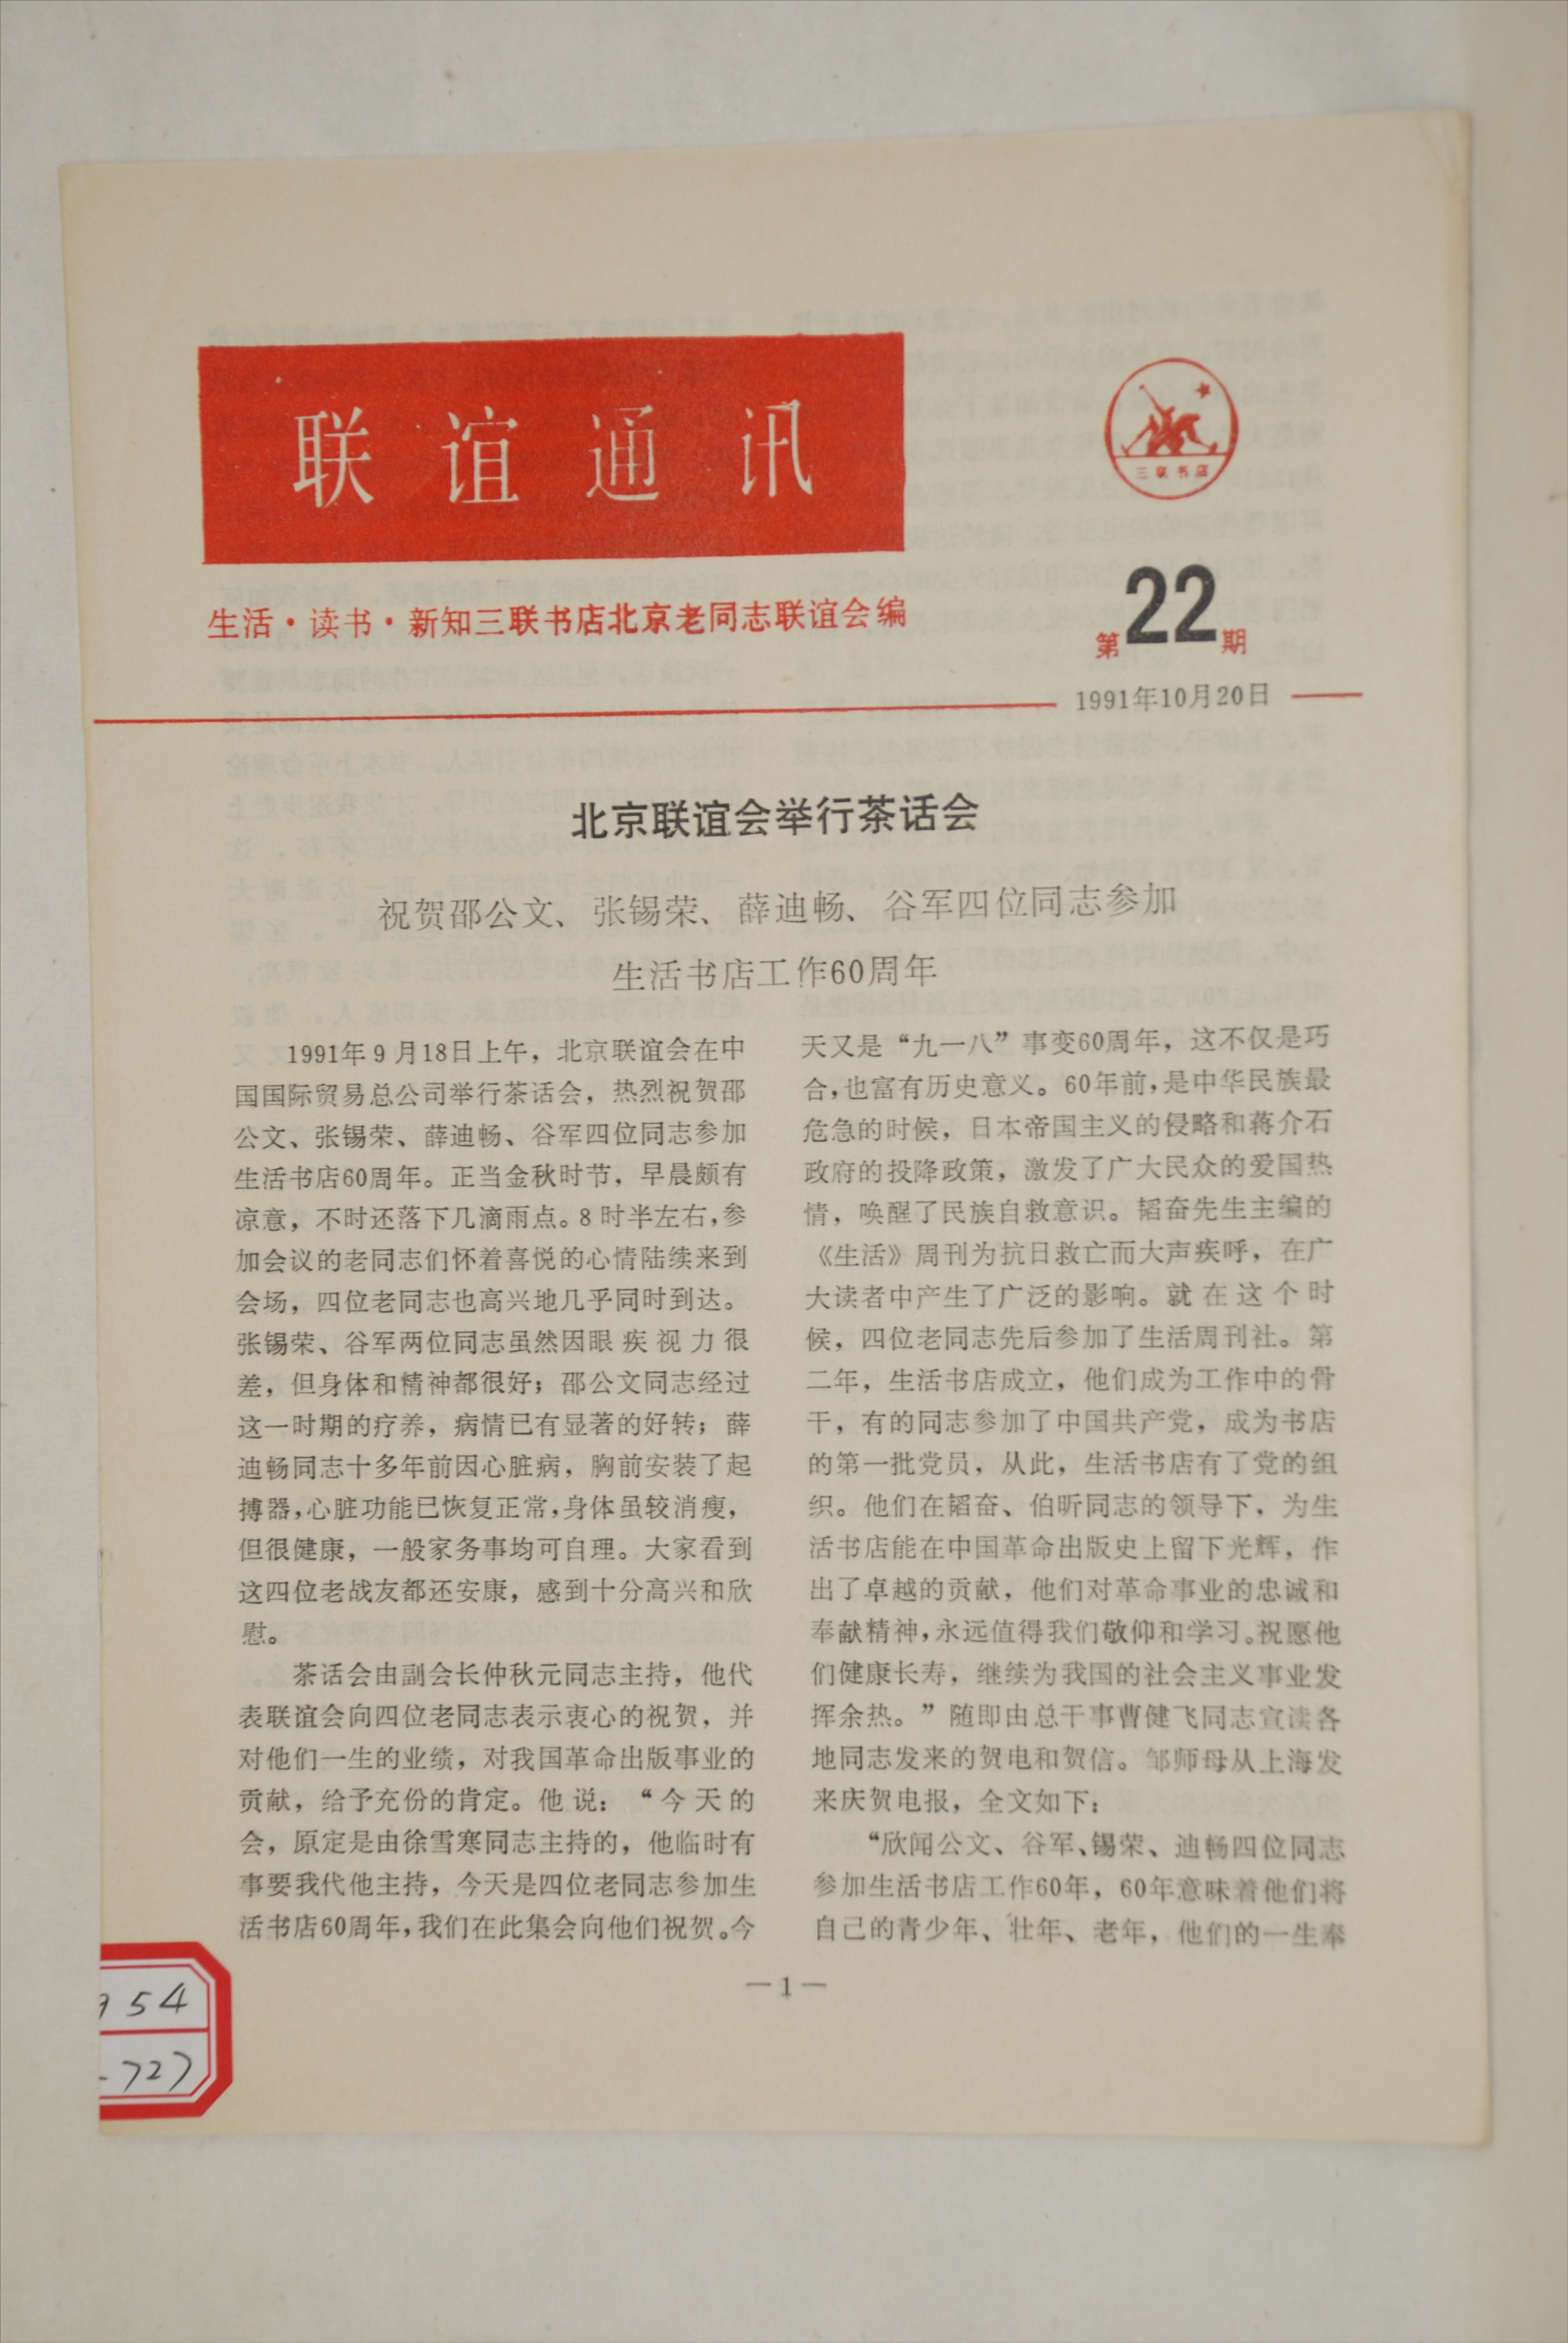 联谊通讯
三联书店
生活·读书·新知三联书店北京老同志联谊会编
第22期
1991年10月20日
北京联谊会举行茶话会
祝贺邵公文、张锡荣、薛迪畅、谷军四位同志参加
生活书店工作60周年
1991年9月18日上午，北京联谊会在中
国国际贸易总公司举行茶话会，热烈祝贺邵
公文、张锡荣、薛迪畅、谷军四位同志参加
生活书店60周年。正当金秋时节，早晨颇有
凉意，不时还落下几滴雨点。8时半左右，参
加会议的老同志们怀着喜悦的心情陆续来到
会场，四位老同志也高兴地几乎同时到达。
张锡荣、谷军两位同志虽然因眼疾视力很
差，但身体和精神都很好；邵公文同志经过
这一时期的疗养，病情已有显著的好转；薛
迪畅同志十多年前因心脏病，胸前安装了起
搏器，心脏功能已恢复正常，身体虽较消瘦，
但很健康，一般家务事均可自理。大家看到
这四位老战友都还安康，感到十分高兴和欣
慰。
茶话会由副会长仲秋元同志主持，他代
表联谊会向四位老同志表示衷心的祝贺，并
对他们一生的业绩，对我国革命出版事业的
贡献，给予充份的肯定。他说：“今天的
会，原定是由徐雪寒同志主持的，他临时有
事要我代他主持，今天是四位老同志参加生
活书店60周年，我们在此集会向他们祝贺。今
天又是“九一八”事变60周年，这不仅是巧
合，也富有历史意义。60年前，是中华民族最
危急的时候，日本帝国主义的侵略和蒋介石
政府的投降政策，激发了广大民众的爱国热
情，唤醒了民族自救意识。韬奋先生主编的
《生活》周刊为抗日救亡而大声疾呼，在广
大读者中产生了广泛的影响。就在这个时
候，四位老同志先后参加了生活周刊社。第
二年，生活书店成立，他们成为工作中的骨
干，有的同志参加了中国共产党，成为书店
的第一批党员，从此，生活书店有了党的组
织。他们在韬奋、伯昕同志的领导下，为生
活书店能在中国革命出版史上留下光辉，作
出了卓越的贡献，他们对革命事业的忠诚和
奉献精神，永远值得我们敬仰和学习。祝愿他
们健康长寿，继续为我国的社会主义事业发
挥余热。”随即由总干事曹健飞同志宣读各
地同志发来的贺电和贺信。邹师母从上海发
来庆贺电报，全文如下：
“欣闻公文、谷军、锡荣、迪畅四位同志
参加生活书店工作60年，60年意味着他们将
自己的青少年、壮年、老年，他们的一生奉
—1—
54
-727